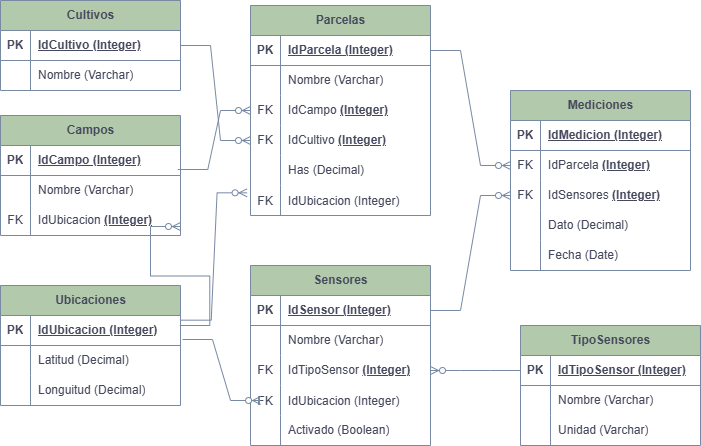 Cultivos
PK IdCultivo (Integer)
Nombre (Varchar)
Campos
PK IdCampo (Integer)
Nombre (Varchar)
FK IdUbicacion (Integer)
Ubicaciones
PK IdUbicacion (Integer)
Latitud (Decimal)
Longuitud (Decimal)
Parcelas
PK IdParcela (Integer)
Nombre (Varchar)
FK IdCampo (Integer)
FK IdCultivo (Integer)
Has (Decimal)
FK IdUbicacion (Integer)
Sensores
PK IdSensor (Integer)
Nombre (Varchar)
FK IdTipoSensor (Integer)
FK IdUbicacion (Integer)
Activado (Boolean)
Mediciones
PK IdMedicion (Integer)
FK IdParcela (Integer)
FK IdSensores (Integer)
Dato (Decimal)
Fecha (Date)
TipoSensores
PK IdTipoSensor (Integer)
Nombre (Varchar)
Unidad (Varchar)